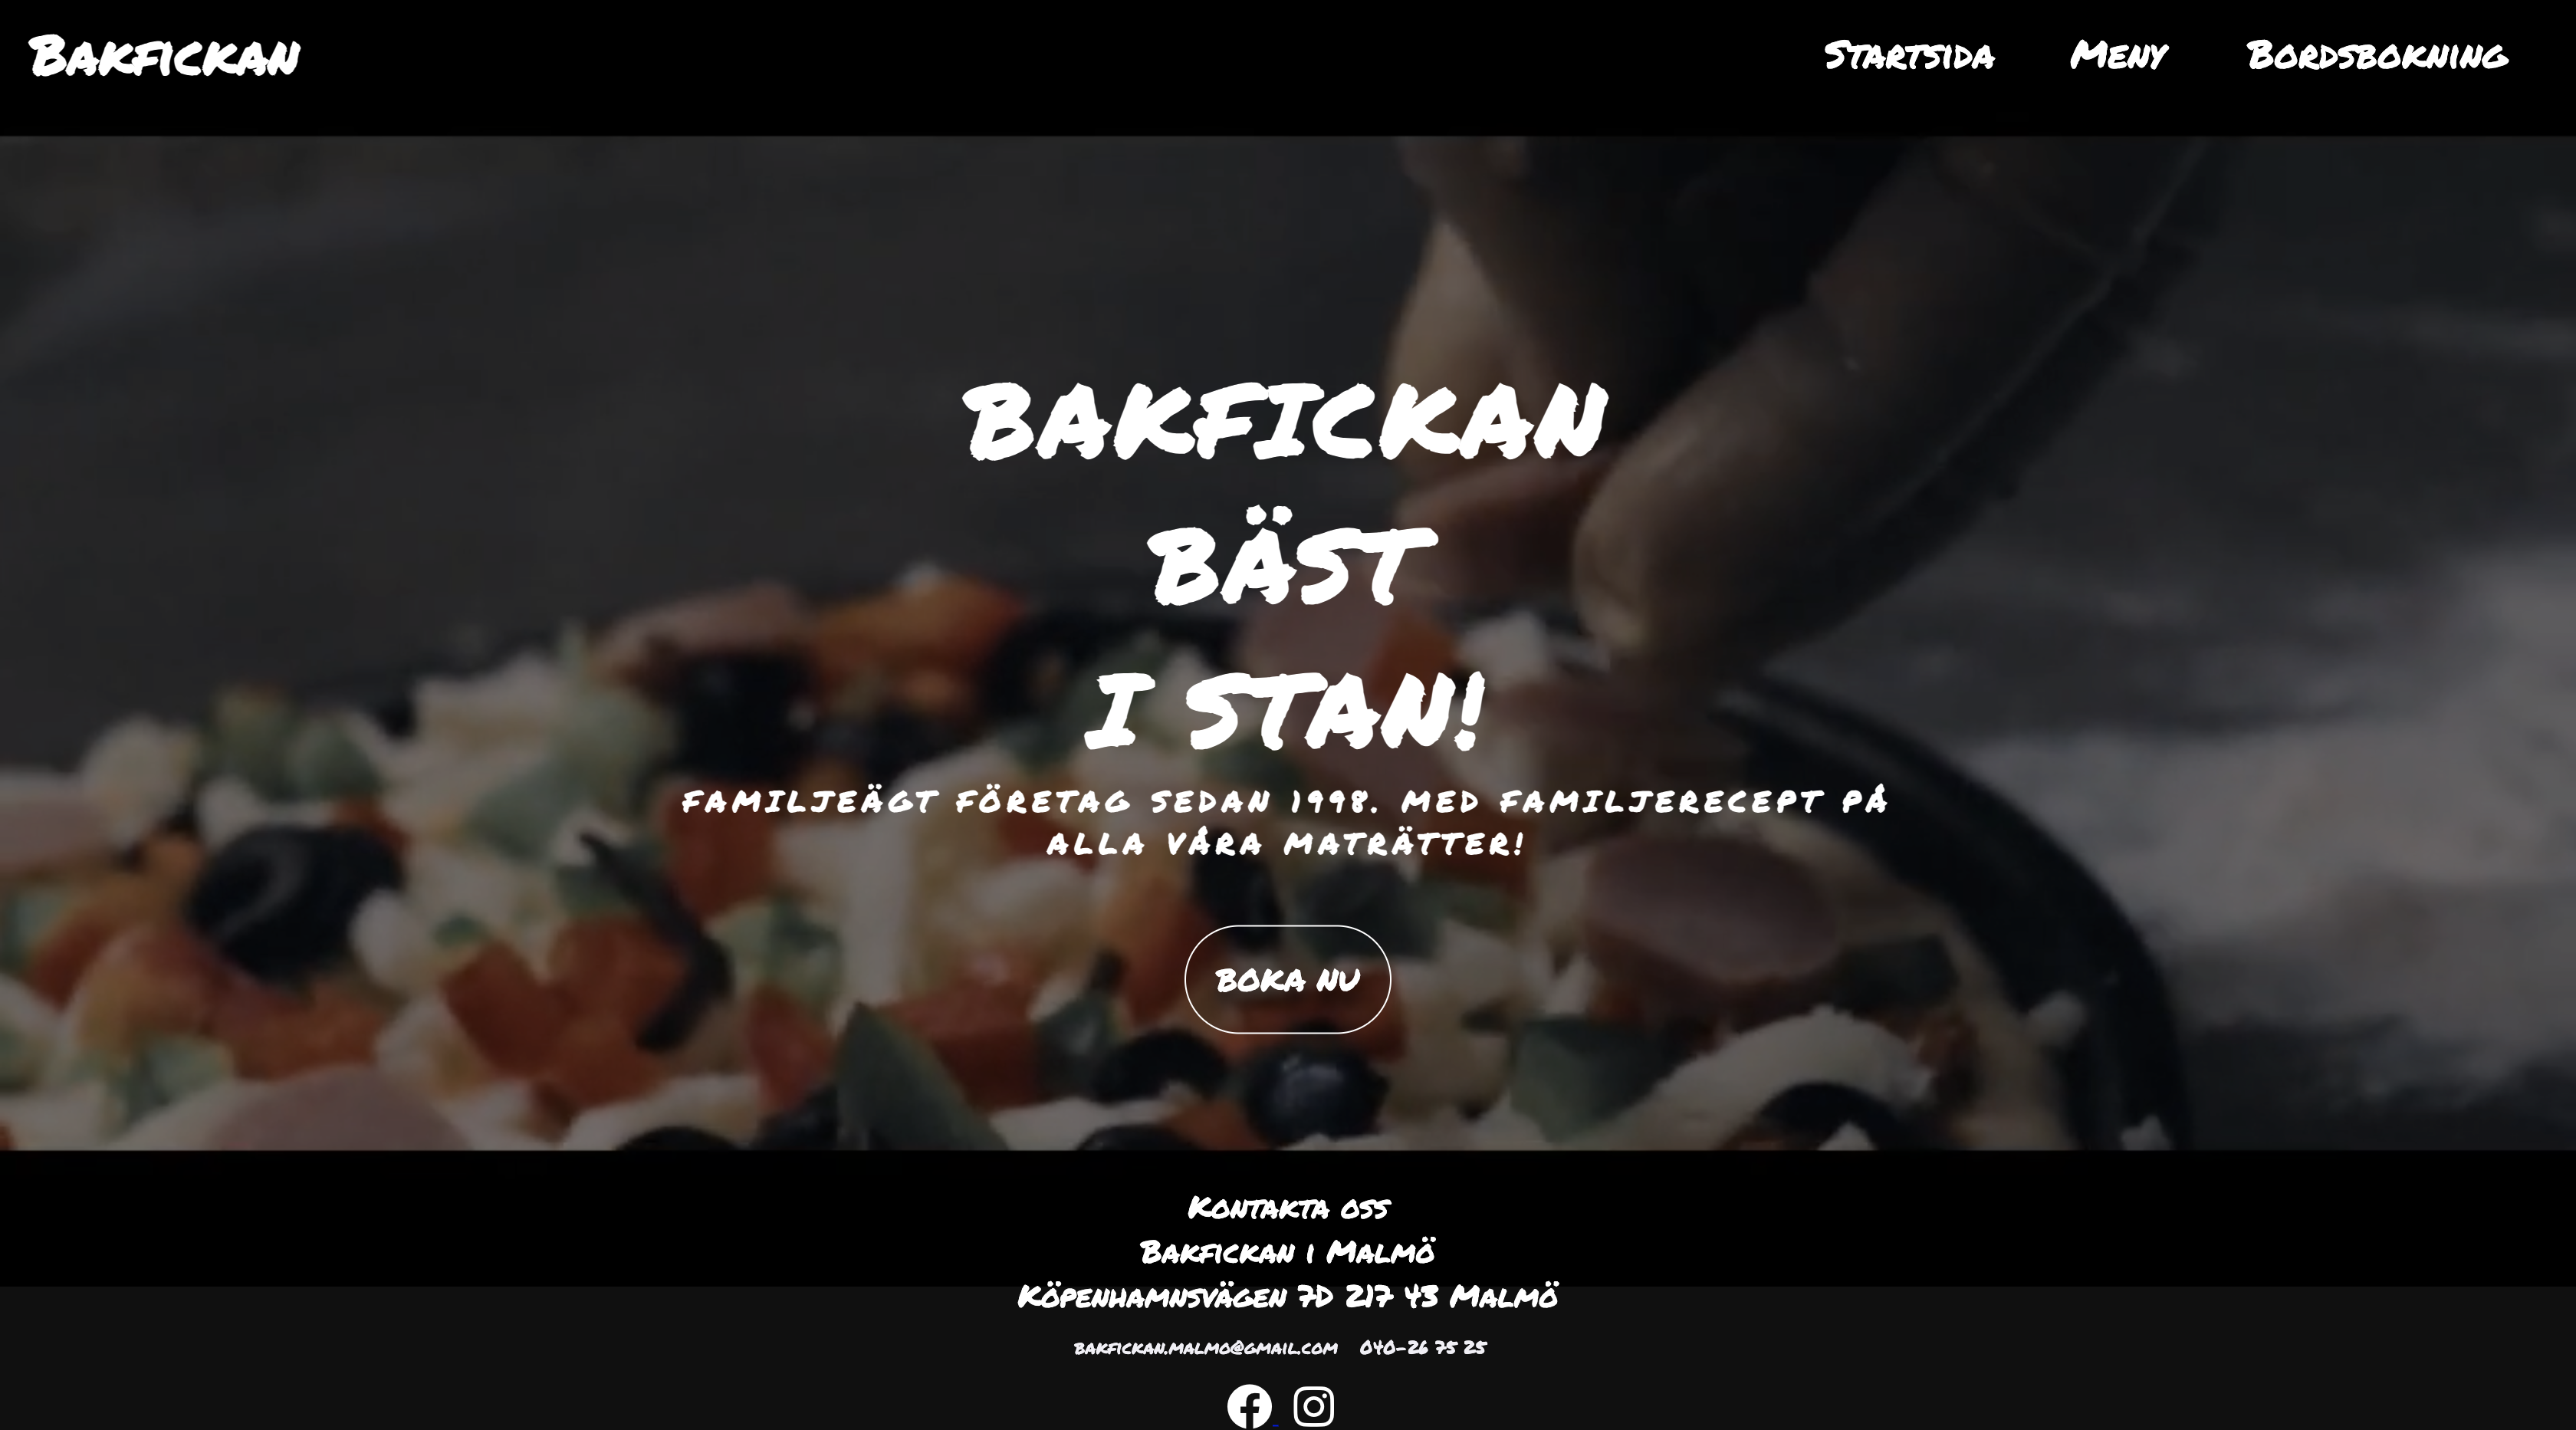 Bakfickan
Startsida Meny Bordsbokning
BAKFICKAN
BÄST
I STAN!
FAMILJEÄGT FÖRETAG SEDAN 1998. MED FAMILJERECEPT PÅ
ALLA VÅRA MATRÄTTER!
BOKA NU
Kontakta oss
Bakfickan i Malmö
Köpenhamnsvägen 7D 217 43 Malmö
bakfickan.malmo@gmail.com 040-26 75 25